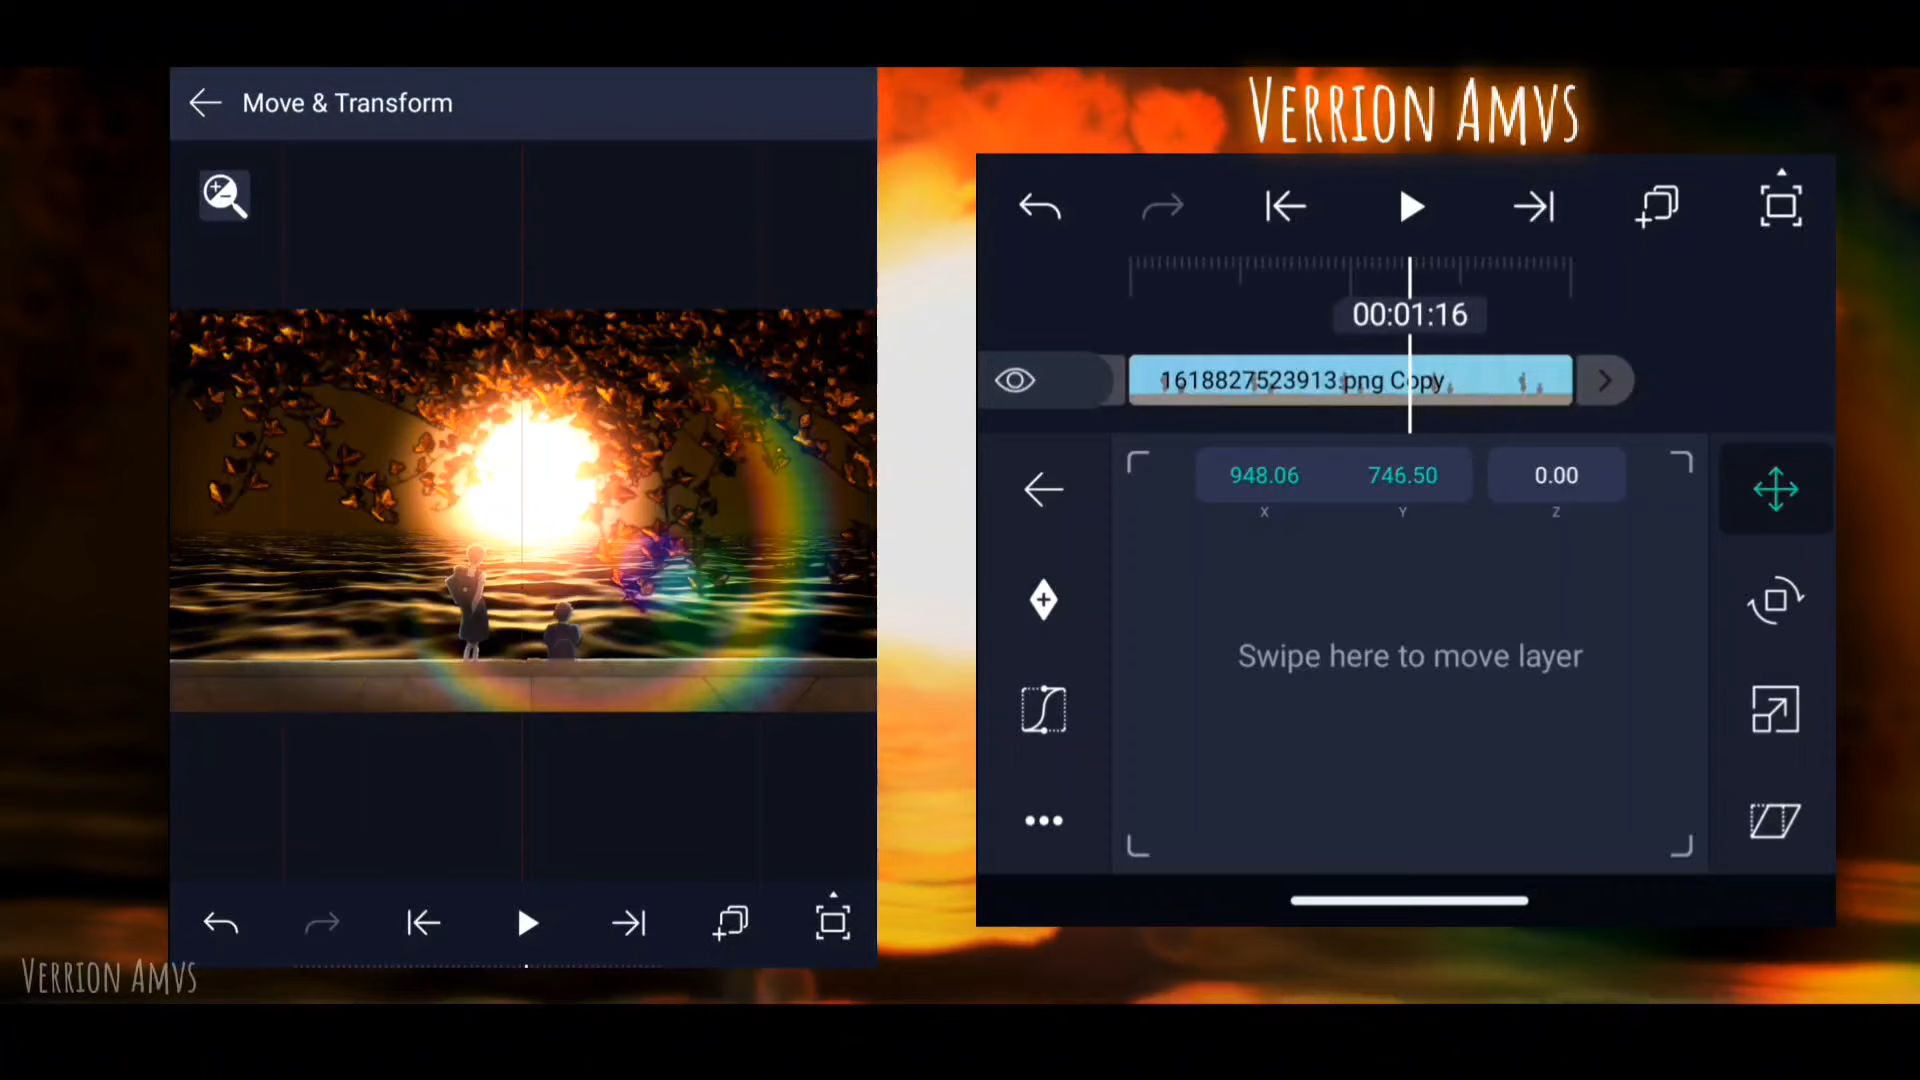 Move & Transform
VERRION AMVS
00:01:16
1618827523913.png Copy
948.06 746.50 0.00
X Y Z
Swipe here to move layer
VERRION AMVS